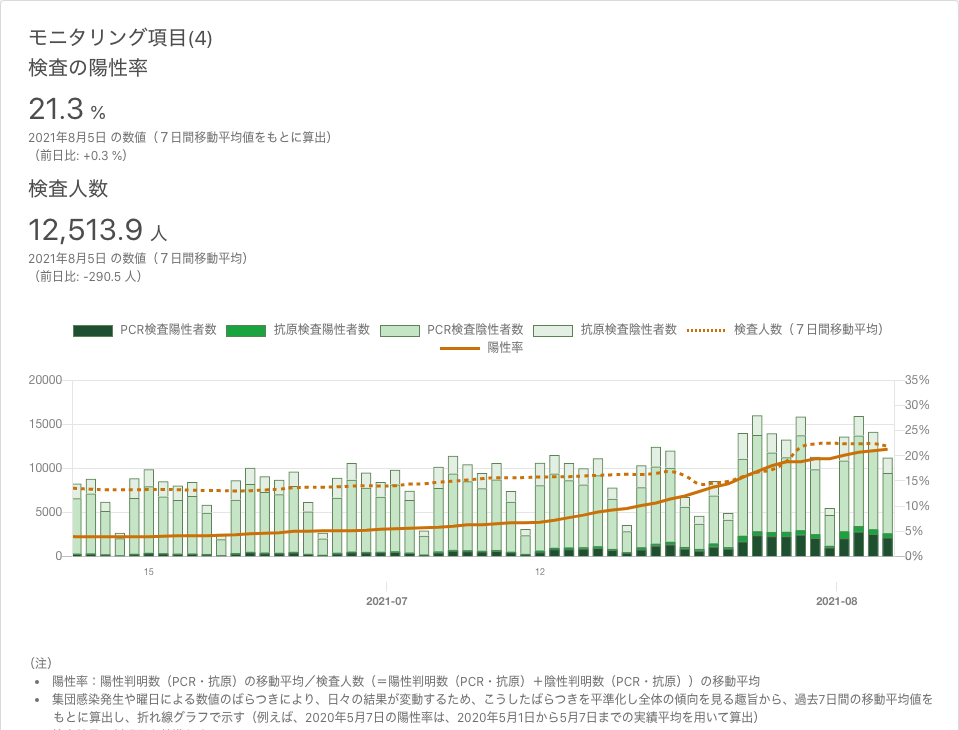 モニタリング項目(4)
検査の陽性率
21.3 %
2021年8月5日 の数値（７日間移動平均値をもとに算出）
（前日比: +0.3 %）
検査人数
12,513.9 人
2021年8月5日 の数値（７日間移動平均）
（前日比: -290.5 人）
PCR検査陽性者数 抗原検査陽性者数 PCR検査陰性者数 抗原検査陰性者数 検査人数（７日間移動平均）
陽性率
20000 35%
30%
15000 25%
10000 20%
15%
5000 10%
5%
0 0%
15 12
2021-07 2021-08
（注）
• 陽性率：陽性判明数（PCR・抗原）の移動平均／検査人数（＝陽性判明数（PCR・抗原）＋陰性判明数（PCR・抗原））の移動平均
• 集団感染発生や曜日による数値のばらつきにより、日々の結果が変動するため、こうしたばらつきを平準化し全体の傾向を見る趣旨から、過去7日間の移動平均値を
もとに算出し、折れ線グラフで示す（例えば、2020年5月7日の陽性率は、2020年5月1日から5月7日までの実績平均を用いて算出）